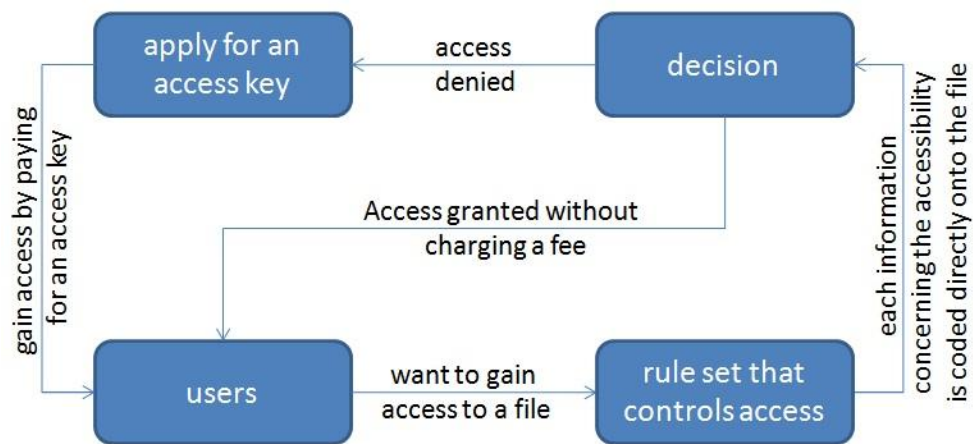 apply for an
access key
access
denied
decision
gain access by paying
for an access key
Access granted without
charging a fee
each information
concerning the accessibility
is coded directly onto the file
users
want to gain
access to a file
rule set that
controls access